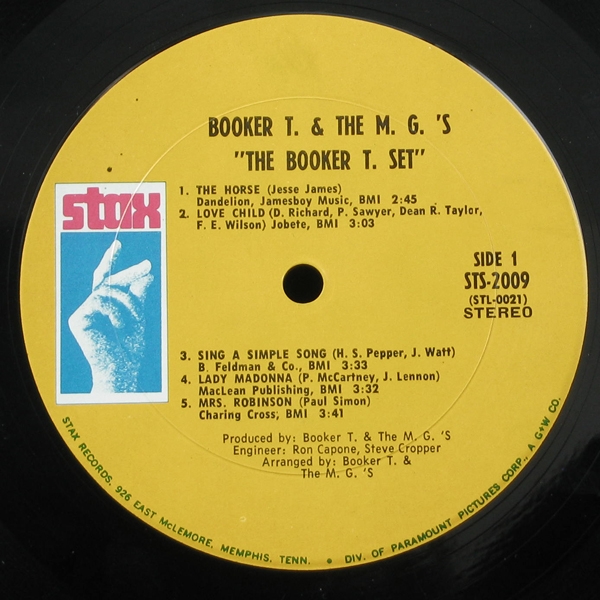 BOOKER T. & THE M. G. 'S
"THE BOOKER T. SET"
stax
1. THE HORSE (Jesse James)
Dandelion, Jamesboy Music, BMI 2:45
2. LOVE CHILD (D. Richard, P. Sawyer, Dean R. Taylor,
F. E. Wilson) Jobete, BMI 3:03
SIDE 1
STS-2009
(STL-0021)
STEREO
3. SING A SIMPLE SONG (H. S. Pepper, J. Watt)
B. Feldman & Co., BMI 3:33
4. LADY MADONNA (P. McCartney, J. Lennon)
MacLean Publishing, BMI 3:32
5. MRS. ROBINSON (Paul Simon)
Charing Cross, BMI 3:41
Produced by: Booker T. & The M. G. 'S
Engineer: Ron Capone, Steve Cropper
Arranged by: Booker T. &
The M. G. 'S
STAX RECORDS, 926 EAST McLEMORE, MEMPHIS, TENN. • DIV. OF PARAMOUNT PICTURES CORP., A G+W CO.